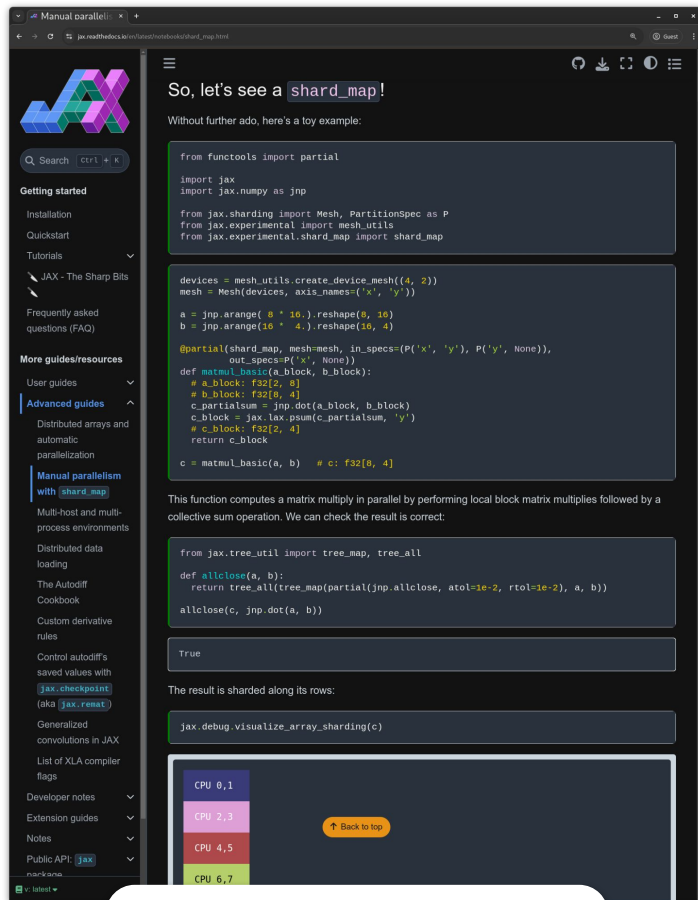 Manual parallelis
jax.readthedocs.io/en/latest/notebooks/shard_map.html
Guest
Search Ctrl + K
Getting started
Installation
Quickstart
Tutorials
JAX - The Sharp Bits
Frequently asked
questions (FAQ)
More guides/resources
User guides
Advanced guides
Distributed arrays and
automatic
parallelization
Manual parallelism
with shard_map
Multi-host and multi-
process environments
Distributed data
loading
The Autodiff
Cookbook
Custom derivative
rules
Control autodiff's
saved values with
jax.checkpoint
(aka jax.remat)
Generalized
convolutions in JAX
List of XLA compiler
flags
Developer notes
Extension guides
Notes
Public API: jax
package
v: latest
So, let's see a shard_map!
Without further ado, here's a toy example:
from functools import partial
import jax
import jax.numpy as jnp
from jax.sharding import Mesh, PartitionSpec as P
from jax.experimental import mesh_utils
from jax.experimental.shard_map import shard_map
devices = mesh_utils.create_device_mesh((4, 2))
mesh = Mesh(devices, axis_names=('x', 'y'))
a = jnp.arange( 8 * 16.).reshape(8, 16)
b = jnp.arange(16 *  4.).reshape(16, 4)
@partial(shard_map, mesh=mesh, in_specs=(P('x', 'y'), P('y', None)),
out_specs=P('x', None))
def matmul_basic(a_block, b_block):
# a_block: f32[2, 8]
# b_block: f32[8, 4]
c_partialsum = jnp.dot(a_block, b_block)
c_block = jax.lax.psum(c_partialsum, 'y')
# c_block: f32[2, 4]
return c_block
c = matmul_basic(a, b)   # c: f32[8, 4]
This function computes a matrix multiply in parallel by performing local block matrix multiplies followed by a
collective sum operation. We can check the result is correct:
from jax.tree_util import tree_map, tree_all
def allclose(a, b):
return tree_all(tree_map(partial(jnp.allclose, atol=1e-2, rtol=1e-2), a, b))
allclose(c, jnp.dot(a, b))
True
The result is sharded along its rows:
jax.debug.visualize_array_sharding(c)
CPU 0,1
CPU 2,3
CPU 4,5
CPU 6,7
Back to top